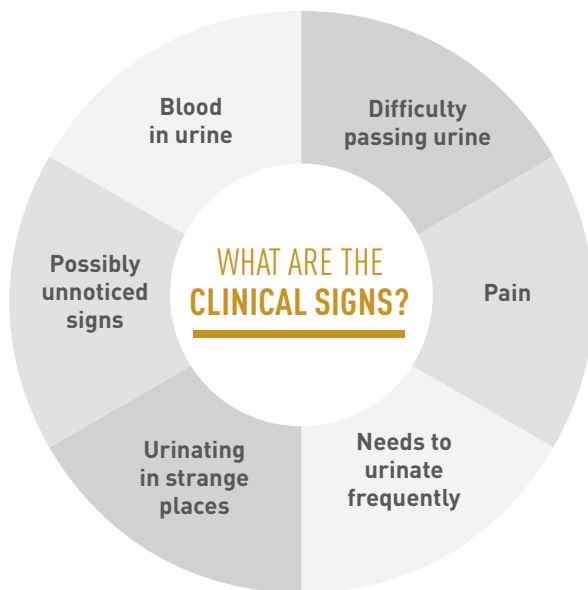 WHAT ARE THE
CLINICAL SIGNS?
Difficulty
passing urine
Pain
Needs to
urinate
frequently
Urinating
in strange
places
Possibly
unnoticed
signs
Blood
in urine